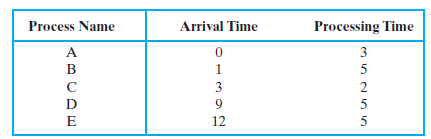 Process Name Arrival Time Processing Time
A 0 3
B 1 5
C 3 2
D 9 5
E 12 5